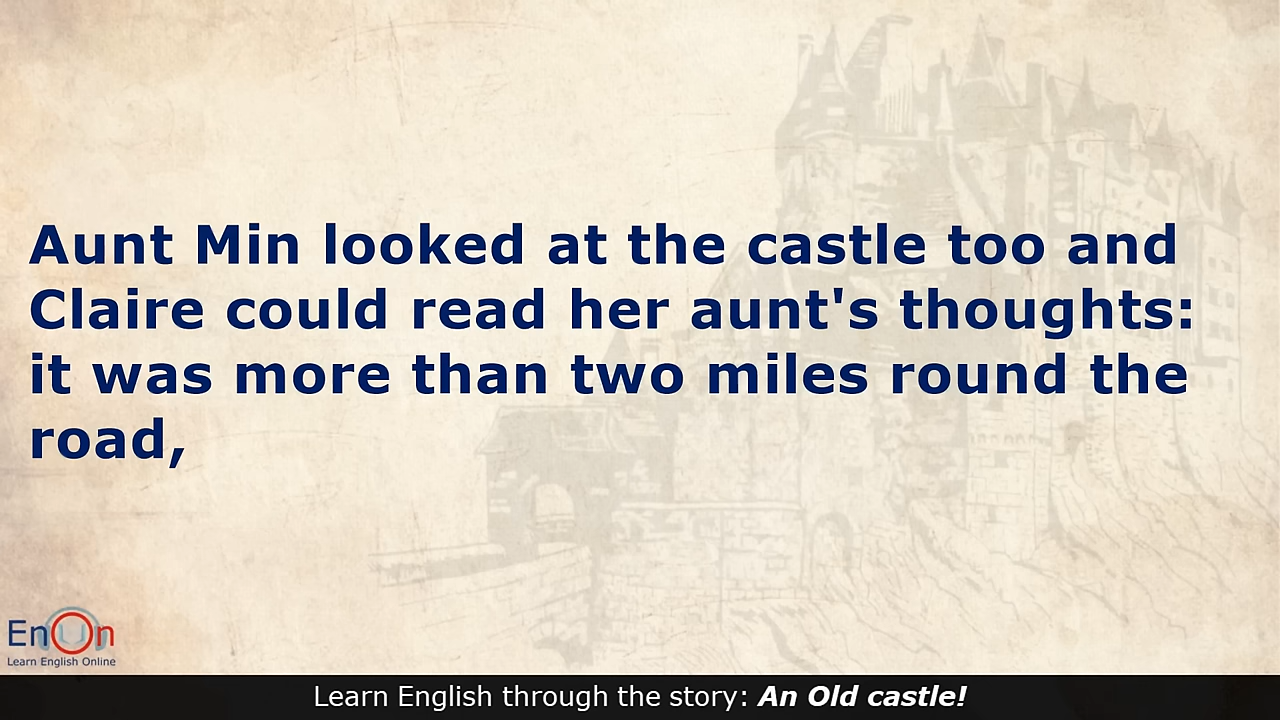 Aunt Min looked at the castle too and
Claire could read her aunt's thoughts:
it was more than two miles round the
road,
EnOn
Learn English Online
Learn English through the story: An Old castle!